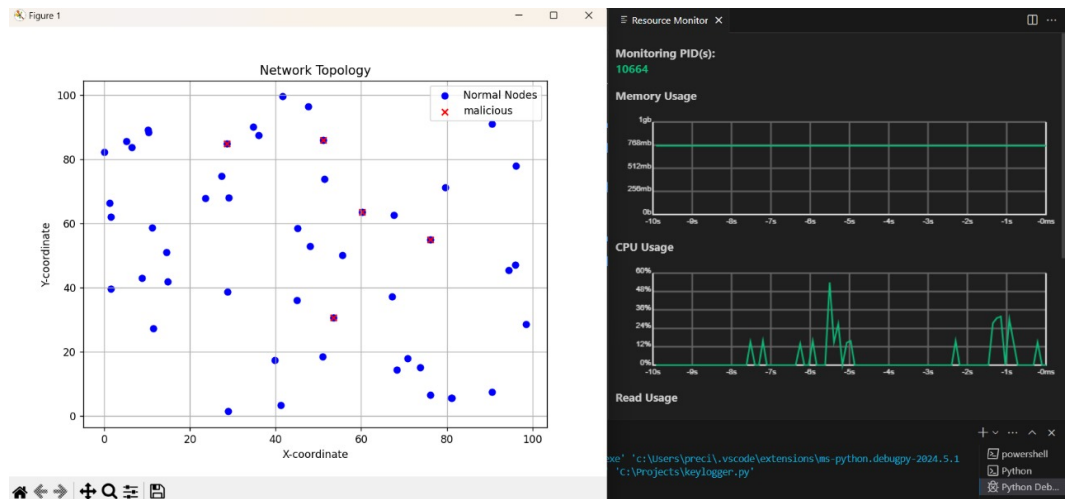 Figure 1
Network Topology
Normal Nodes
malicious
100
80
60
40
20
0
Y-coordinate
0 20 40 60 80 100
X-coordinate
Resource Monitor
Monitoring PID(s):
10664
Memory Usage
1gb
768mb
512mb
256mb
0b
-10s -9s -8s -7s -6s -5s -4s -3s -2s -1s -0ms
CPU Usage
60%
48%
36%
24%
12%
0%
-10s -9s -8s -7s -6s -5s -4s -3s -2s -1s -0ms
Read Usage
exe' 'c:\Users\preci\.vscode\extensions\ms-python.debugpy-2024.5.1
'C:\Projects\keylogger.py'
powershell
Python
Python Deb...